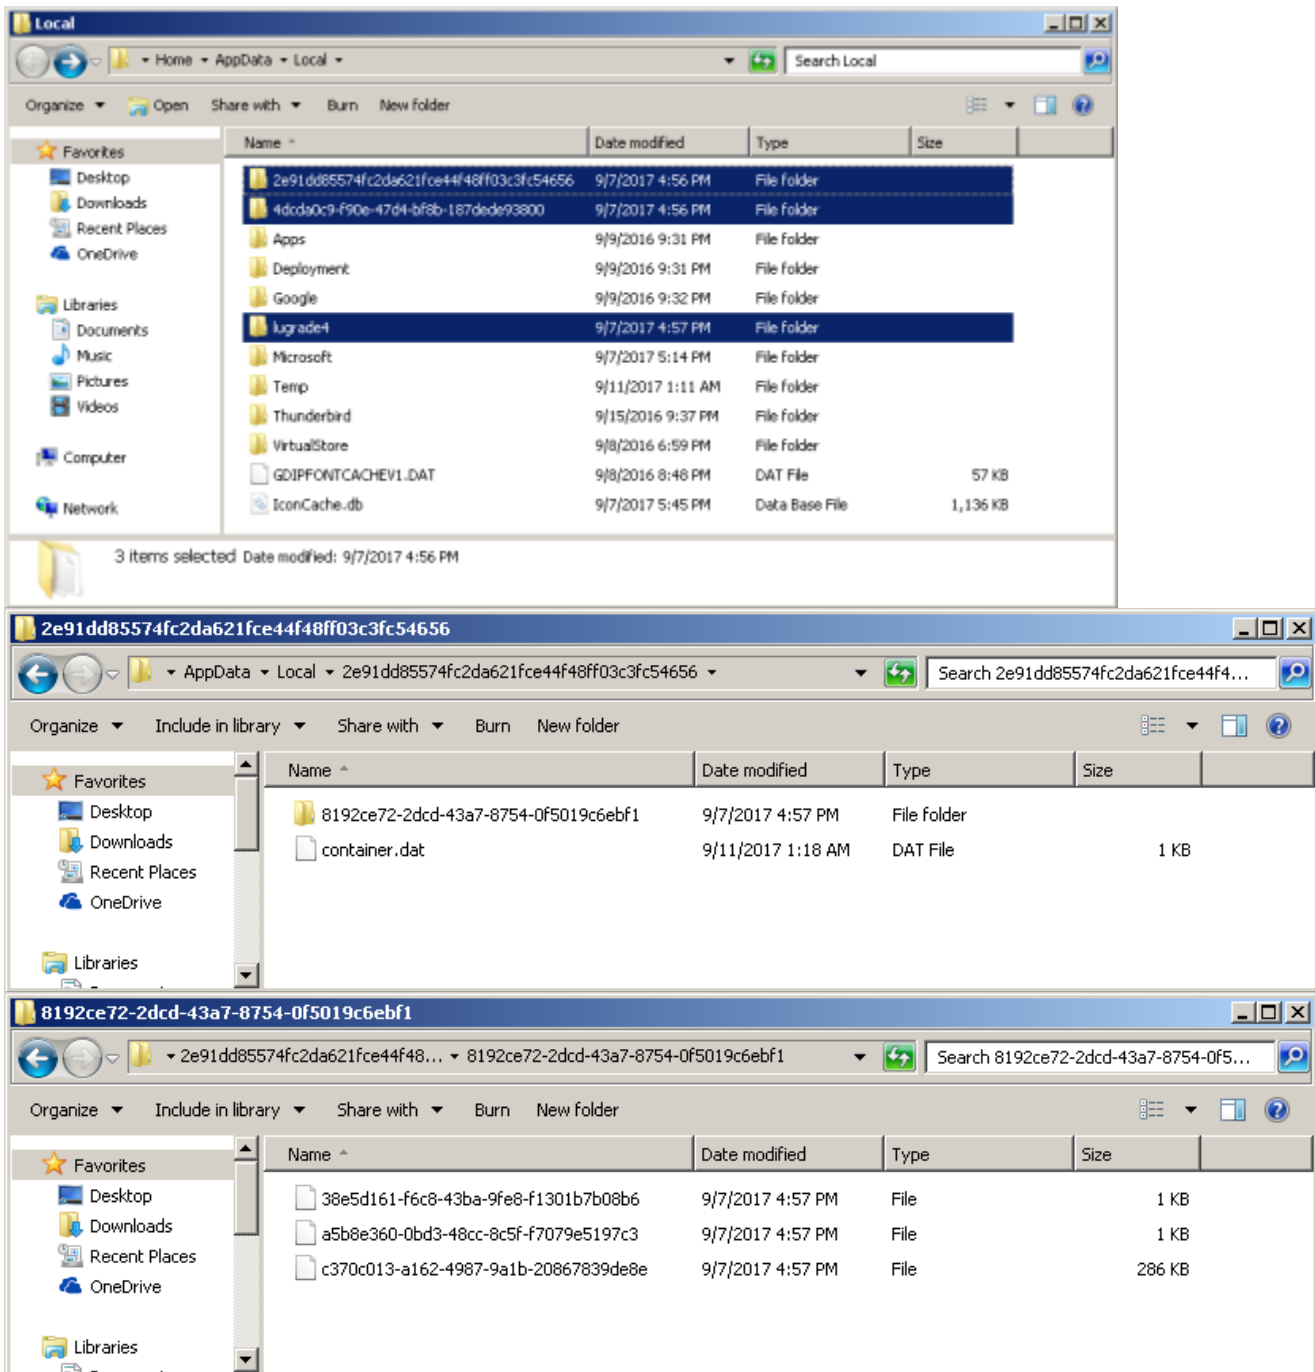 Local
Home AppData Local Search Local
Organize Open Share with Burn New folder
Name Date modified Type Size
Favorites
Desktop
Downloads
Recent Places
OneDrive
Libraries
Documents
Music
Pictures
Videos
Computer
Network
2e91dd85574fc2da621fce44f48ff03c3fc54656 9/7/2017 4:56 PM File folder
4dcda0c9-f90e-47d4-bf8b-187dede93800 9/7/2017 4:56 PM File folder
Apps 9/9/2016 9:31 PM File folder
Deployment 9/9/2016 9:31 PM File folder
Google 9/9/2016 9:32 PM File folder
lugrade4 9/7/2017 4:57 PM File folder
Microsoft 9/7/2017 5:14 PM File folder
Temp 9/11/2017 1:11 AM File folder
Thunderbird 9/15/2016 9:37 PM File folder
VirtualStore 9/8/2016 6:59 PM File folder
GDIPFONTCACHEV1.DAT 9/8/2016 8:48 PM DAT File 57 KB
IconCache.db 9/7/2017 5:45 PM Data Base File 1,136 KB
3 items selected Date modified: 9/7/2017 4:56 PM
2e91dd85574fc2da621fce44f48ff03c3fc54656
AppData Local 2e91dd85574fc2da621fce44f48ff03c3fc54656 Search 2e91dd85574fc2da621fce44f4...
Organize Include in library Share with Burn New folder
Name Date modified Type Size
Favorites
Desktop
Downloads
Recent Places
OneDrive
Libraries
8192ce72-2dcd-43a7-8754-0f5019c6ebf1 9/7/2017 4:57 PM File folder
container.dat 9/11/2017 1:18 AM DAT File 1 KB
8192ce72-2dcd-43a7-8754-0f5019c6ebf1
2e91dd85574fc2da621fce44f48... 8192ce72-2dcd-43a7-8754-0f5019c6ebf1 Search 8192ce72-2dcd-43a7-8754-0f5...
Organize Include in library Share with Burn New folder
Name Date modified Type Size
Favorites
Desktop
Downloads
Recent Places
OneDrive
Libraries
38e5d161-f6c8-43ba-9fe8-f1301b7b08b6 9/7/2017 4:57 PM File 1 KB
a5b8e360-0bd3-48cc-8c5f-f7079e5197c3 9/7/2017 4:57 PM File 1 KB
c370c013-a162-4987-9a1b-20867839de8e 9/7/2017 4:57 PM File 286 KB